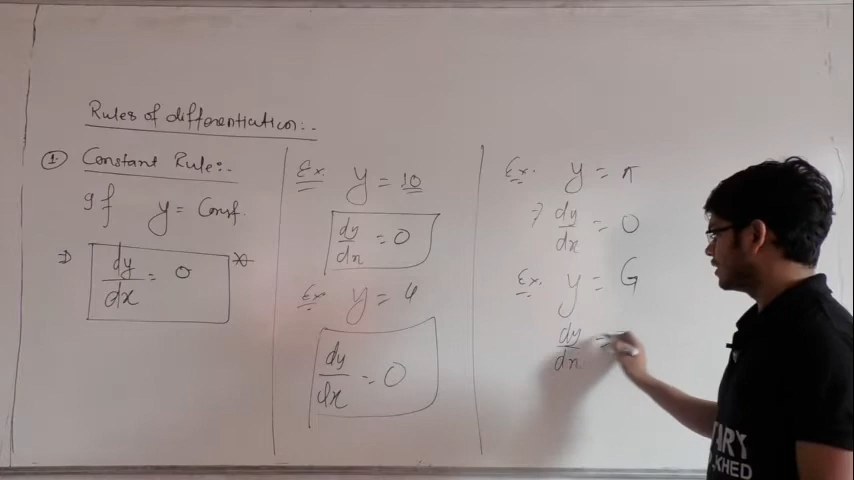 Rules of differentiation:-
① Constant Rule:-
If y = Const.
⇒ dy/dx = 0
Ex. y = 10
dy/dx = 0
Ex. y = 4
dy/dx = 0
Ex. y = π
⇒ dy/dx = 0
Ex. y = G
dy/dx =